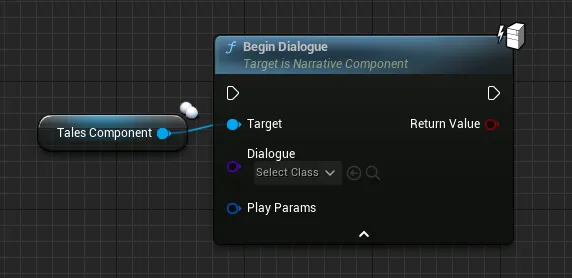 Begin Dialogue
Target is Narrative Component
Tales Component
Target
Return Value
Dialogue
Select Class
Play Params